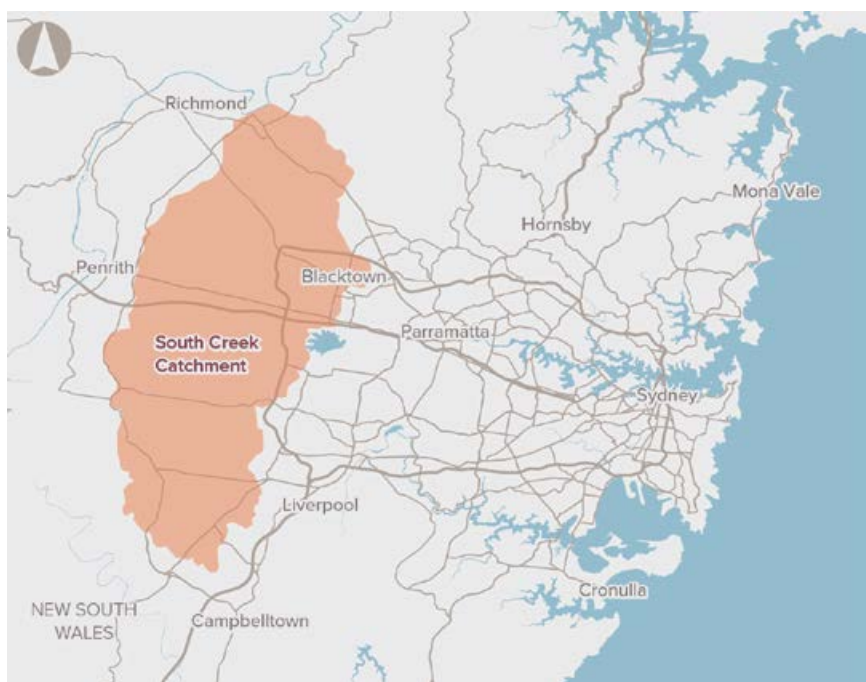 Richmond
Mona Vale
Hornsby
Penrith
Blacktown
Parramatta
South Creek
Catchment
Sydney
Liverpool
Cronulla
NEW SOUTH
WALES
Campbelltown